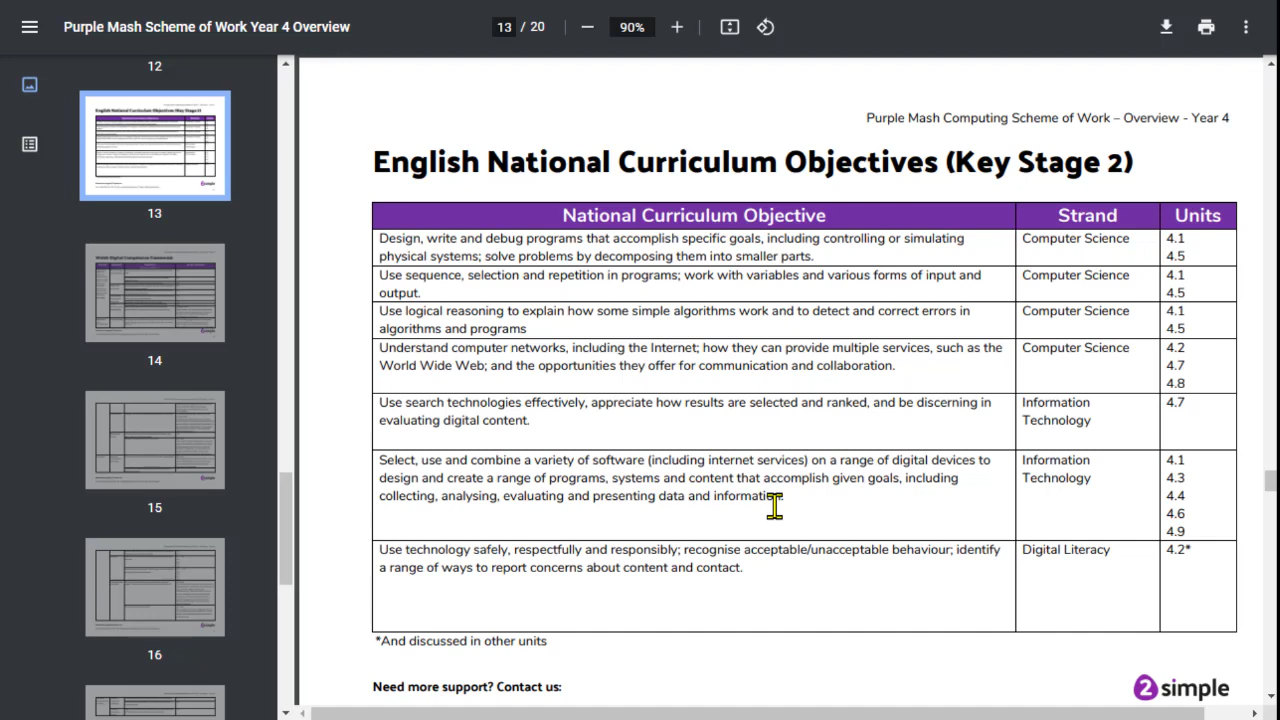 Purple Mash Scheme of Work Year 4 Overview
13 / 20
90%
12
13
14
15
16
Purple Mash Computing Scheme of Work – Overview - Year 4
English National Curriculum Objectives (Key Stage 2)
National Curriculum Objective Strand Units
Design, write and debug programs that accomplish specific goals, including controlling or simulating Computer Science 4.1
physical systems; solve problems by decomposing them into smaller parts. 4.5
Use sequence, selection and repetition in programs; work with variables and various forms of input and Computer Science 4.1
output. 4.5
Use logical reasoning to explain how some simple algorithms work and to detect and correct errors in Computer Science 4.1
algorithms and programs 4.5
Understand computer networks, including the Internet; how they can provide multiple services, such as the Computer Science 4.2
World Wide Web; and the opportunities they offer for communication and collaboration. 4.7
4.8
Use search technologies effectively, appreciate how results are selected and ranked, and be discerning in Information 4.7
evaluating digital content. Technology
Select, use and combine a variety of software (including internet services) on a range of digital devices to Information 4.1
design and create a range of programs, systems and content that accomplish given goals, including Technology 4.3
collecting, analysing, evaluating and presenting data and information. 4.4
4.6
4.9
Use technology safely, respectfully and responsibly; recognise acceptable/unacceptable behaviour; identify Digital Literacy 4.2*
a range of ways to report concerns about content and contact.
*And discussed in other units
Need more support? Contact us:
2simple